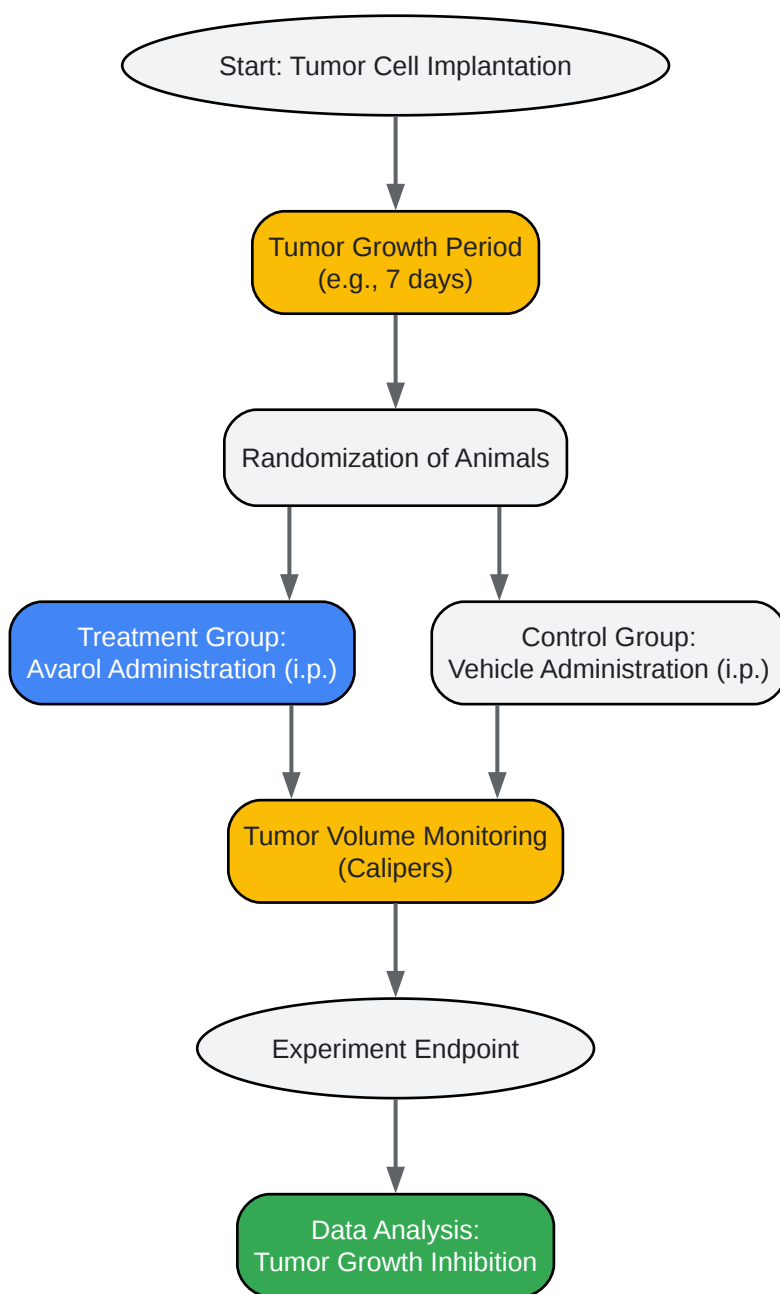 Start: Tumor Cell Implantation
Tumor Growth Period
(e.g., 7 days)
Randomization of Animals
Treatment Group:
Avarol Administration (i.p.)
Control Group:
Vehicle Administration (i.p.)
Tumor Volume Monitoring
(Calipers)
Experiment Endpoint
Data Analysis:
Tumor Growth Inhibition